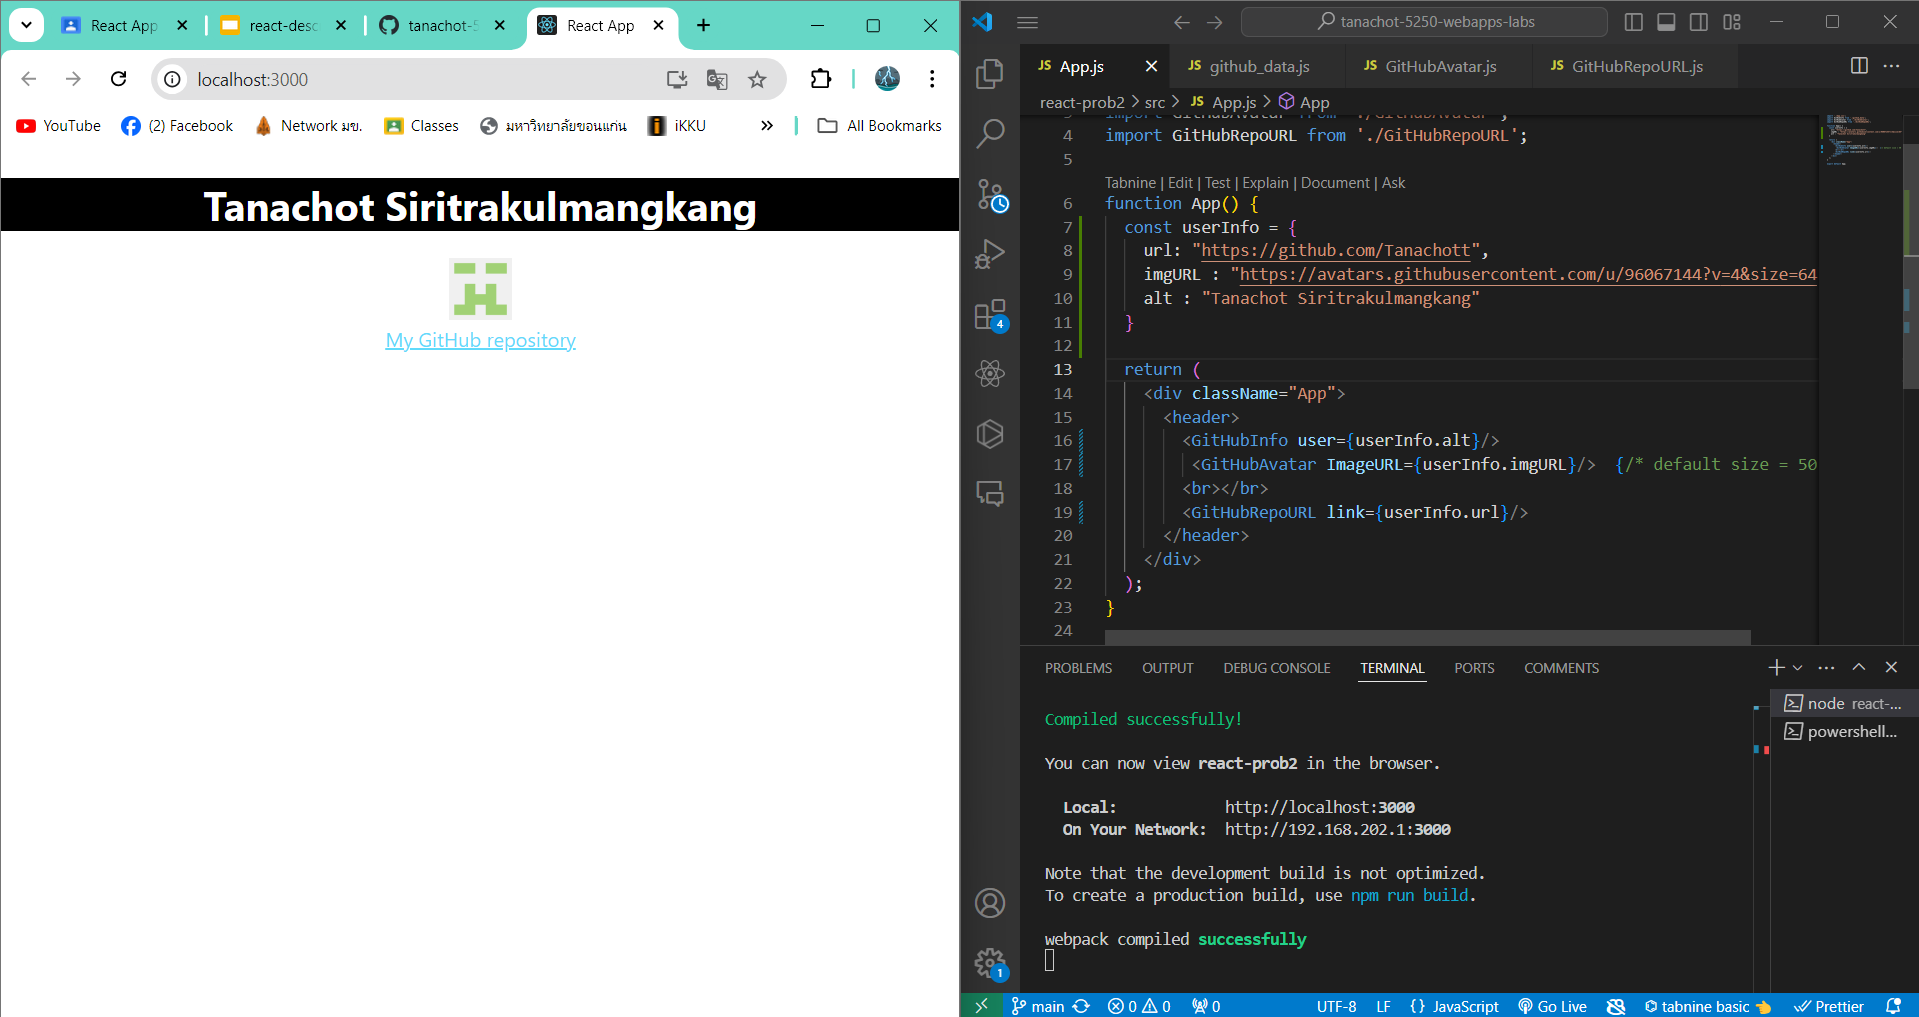 React App
react-desc
tanachot-5
React App
localhost:3000
YouTube
(2) Facebook
Network มข.
Classes
มหาวิทยาลัยขอนแก่น
iKKU
All Bookmarks
Tanachot Siritrakulmangkang
My GitHub repository
tanachot-5250-webapps-labs
JS App.js
JS github_data.js
JS GitHubAvatar.js
JS GitHubRepoURL.js
react-prob2 > src > JS App.js > App
4 import GitHubRepoURL from './GitHubRepoURL';
5
Tabnine | Edit | Test | Explain | Document | Ask
6 function App() {
7 const userInfo = {
8 url: "https://github.com/Tanachott",
9 imgURL : "https://avatars.githubusercontent.com/u/96067144?v=4&size=64
10 alt : "Tanachot Siritrakulmangkang"
11 }
12
13 return (
14 <div className="App">
15 <header>
16 <GitHubInfo user={userInfo.alt}/>
17 <GitHubAvatar ImageURL={userInfo.imgURL}/> {/* default size = 50
18 <br></br>
19 <GitHubRepoURL link={userInfo.url}/>
20 </header>
21 </div>
22 );
23 }
24
4
1
PROBLEMS
OUTPUT
DEBUG CONSOLE
TERMINAL
PORTS
COMMENTS
node react-...
powershell...
Compiled successfully!
You can now view react-prob2 in the browser.
Local: http://localhost:3000
On Your Network: http://192.168.202.1:3000
Note that the development build is not optimized.
To create a production build, use npm run build.
webpack compiled successfully
main
0
0
0
UTF-8
LF
{} JavaScript
Go Live
tabnine basic
Prettier